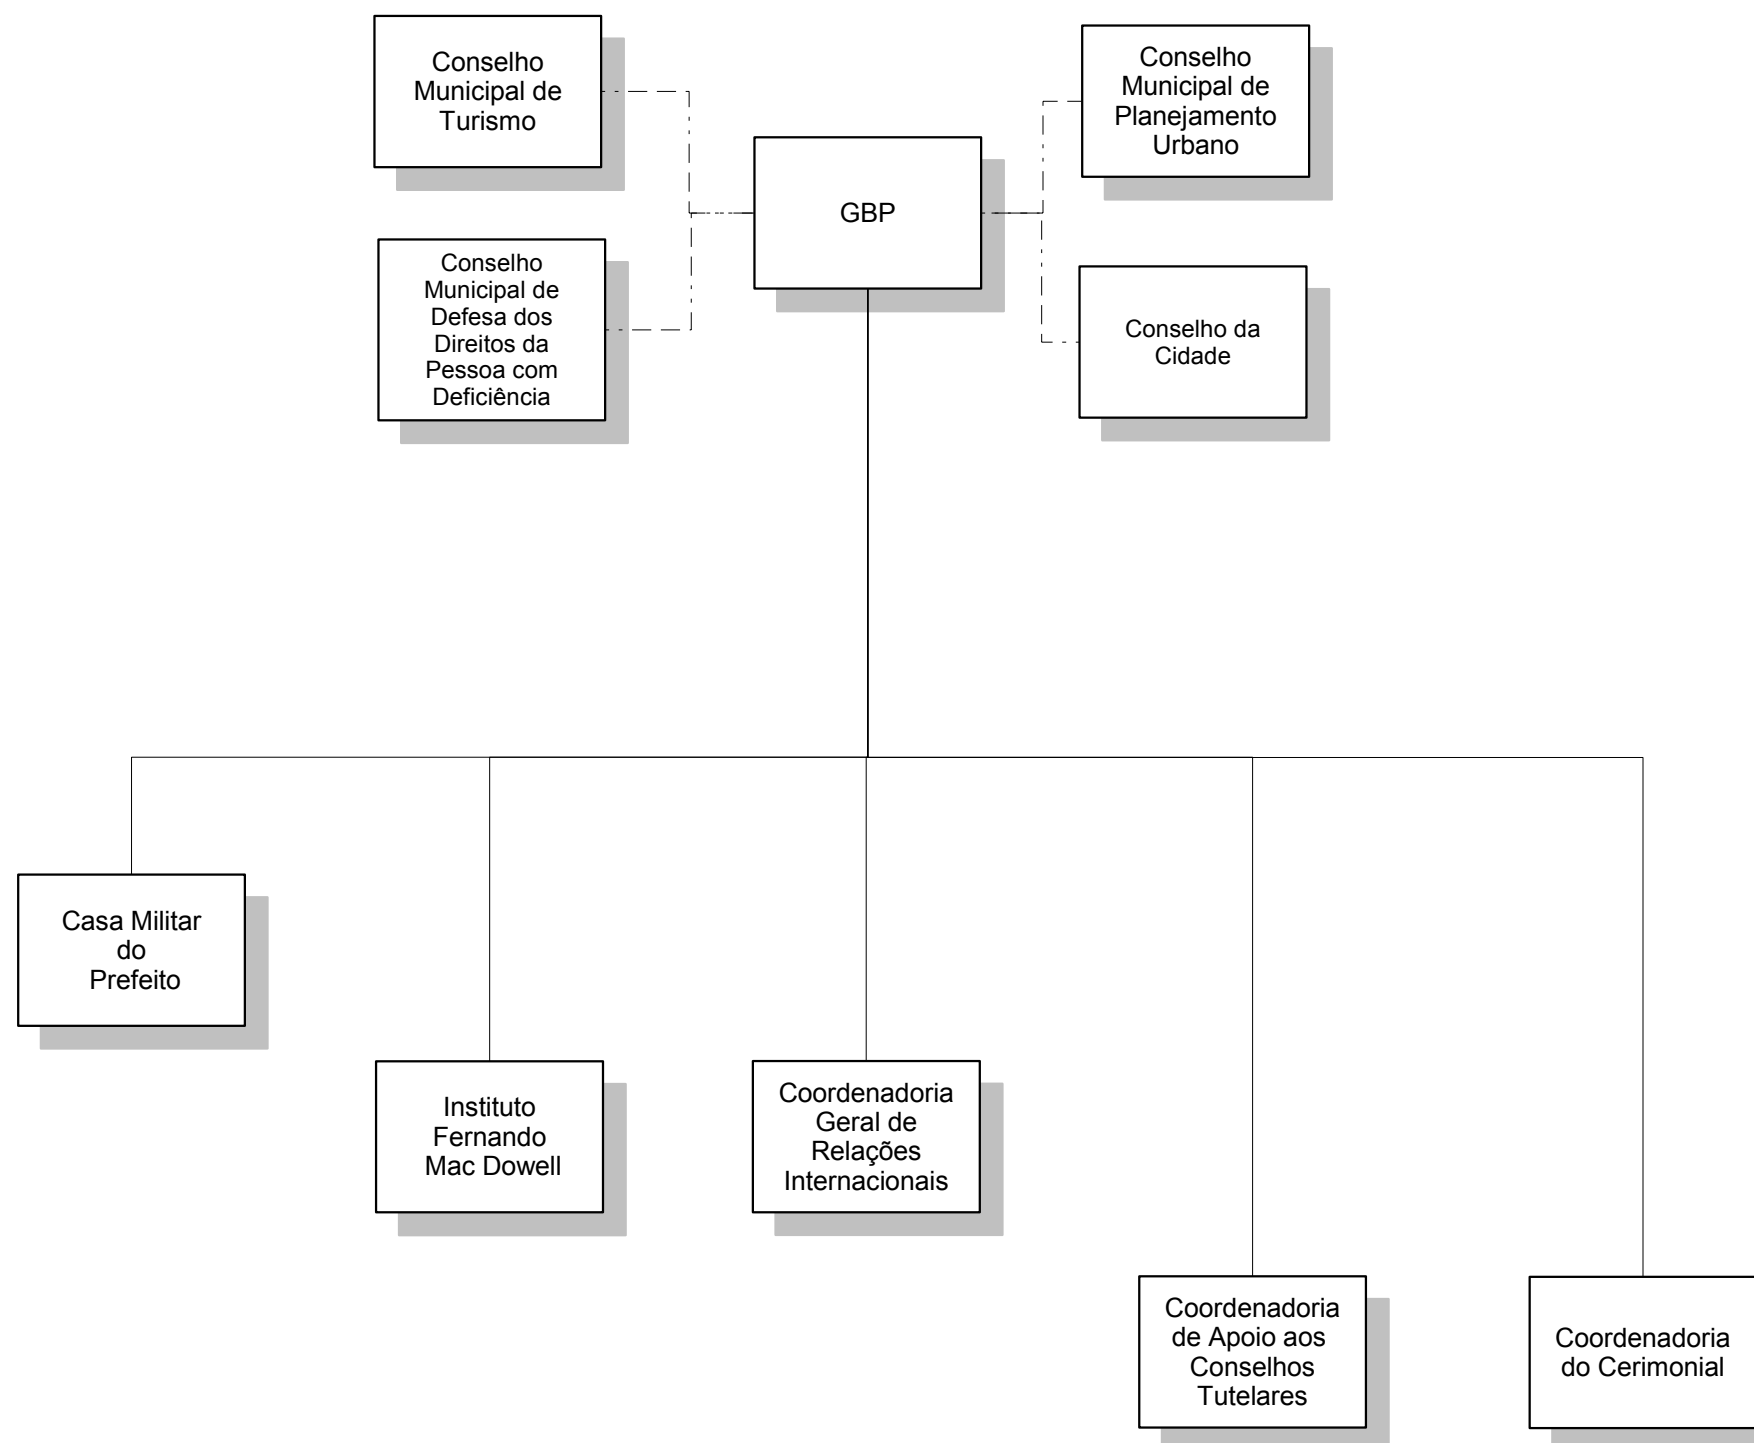 Conselho
Municipal de
Turismo
Conselho
Municipal de
Planejamento
Urbano
GBP
Conselho
Municipal de
Defesa dos
Direitos da
Pessoa com
Deficiência
Conselho da
Cidade
Casa Militar
do
Prefeito
Instituto
Fernando
Mac Dowell
Coordenadoria
Geral de
Relações
Internacionais
Coordenadoria
de Apoio aos
Conselhos
Tutelares
Coordenadoria
do Cerimonial